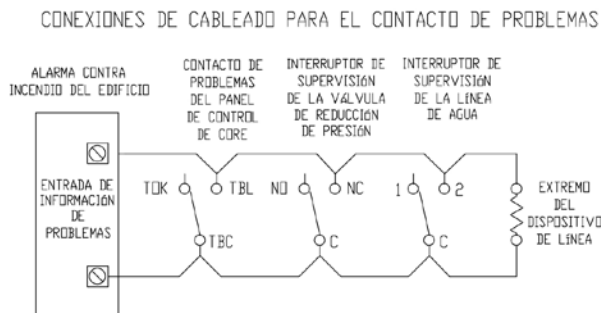 CONEXIONES DE CABLEADO PARA EL CONTACTO DE PROBLEMAS
ALARMA CONTRA
INCENDIO DEL EDIFICIO
CONTACTO DE
PROBLEMAS
DEL PANEL
DE CONTROL
DE CORE
INTERRUPTOR DE
SUPERVISIÓN
DE LA VÁLVULA
DE REDUCCIÓN
DE PRESIÓN
INTERRUPTOR DE
SUPERVISIÓN
DE LA LÍNEA
DE AGUA
ENTRADA DE
INFORMACIÓN
DE
PROBLEMAS
TOK
TBL
NO
NC
1
2
TBC
C
C
EXTREMO
DEL
DISPOSITIVO
DE LÍNEA